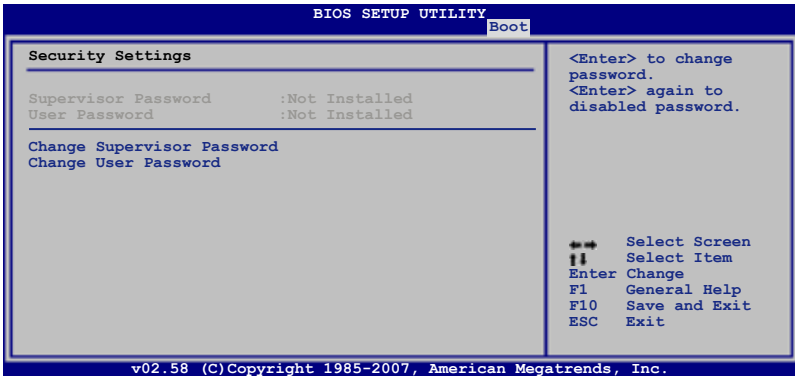 BIOS SETUP UTILITY
Boot
Security Settings
Supervisor Password :Not Installed
User Password :Not Installed
Change Supervisor Password
Change User Password
<Enter> to change
password.
<Enter> again to
disabled password.
Select Screen
Select Item
Enter Change
F1 General Help
F10 Save and Exit
ESC Exit
v02.58 (C)Copyright 1985-2007, American Megatrends, Inc.